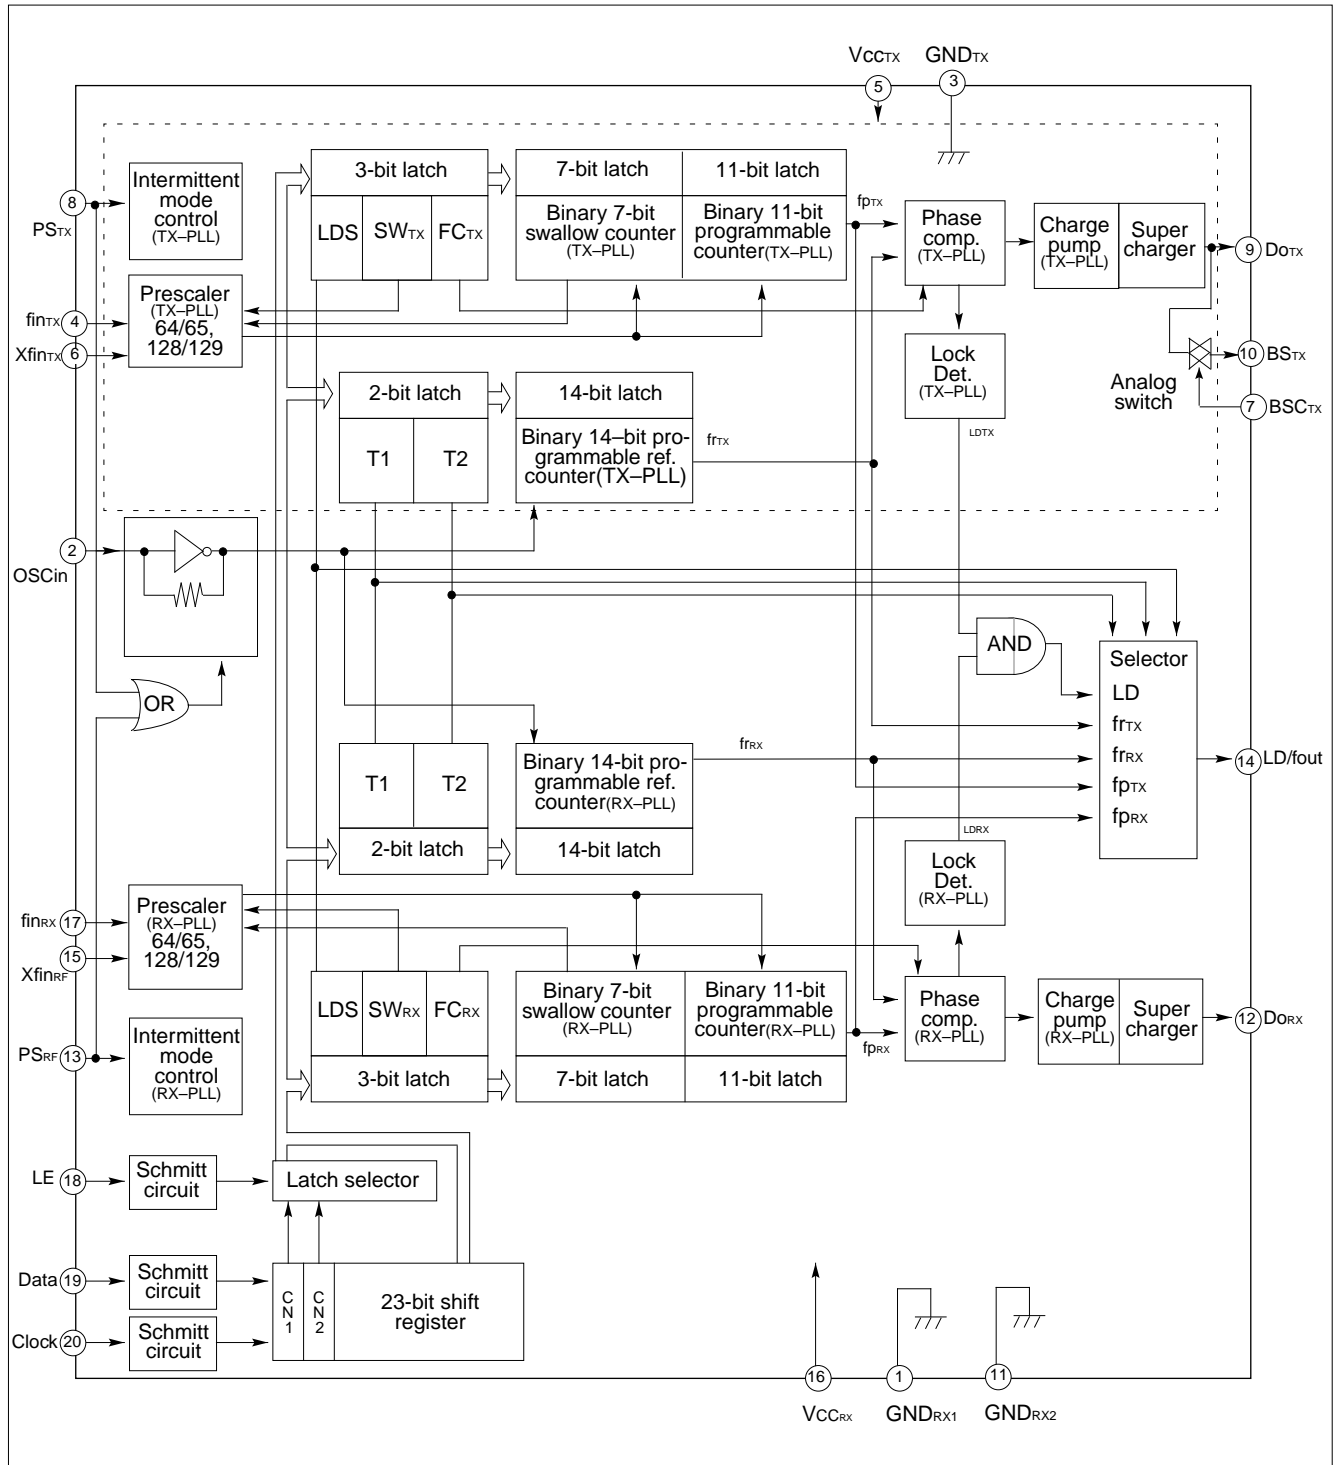 VccTX
GNDTX
5
3
8
PSTX
Intermittent
mode
control
(TX–PLL)
3-bit latch
LDS
SWTX
FCTX
7-bit latch
11-bit latch
Binary 7-bit
swallow counter
(TX–PLL)
Binary 11-bit
programmable
counter(TX–PLL)
fpTX
Phase
comp.
(TX–PLL)
Charge
pump
(TX–PLL)
Super
charger
9
DoTX
finTX
4
XfinTX
6
Prescaler
(TX–PLL)
64/65,
128/129
Lock
Det.
(TX–PLL)
LDTX
10
BSTX
Analog
switch
7
BSCTX
2-bit latch
T1
T2
14-bit latch
Binary 14–bit pro-
grammable ref.
counter(TX–PLL)
frTX
2
OSCin
OR
AND
Selector
LD
frTX
frRX
fpTX
fpRX
14
LD/fout
T1
T2
2-bit latch
Binary 14-bit pro-
grammable ref.
counter(RX–PLL)
14-bit latch
frRX
LDRX
Lock
Det.
(RX–PLL)
finRX
17
15
XfinRF
Prescaler
(RX–PLL)
64/65,
128/129
LDS
SWRX
FCRX
3-bit latch
Binary 7-bit
swallow counter
(RX–PLL)
Binary 11-bit
programmable
counter(RX–PLL)
7-bit latch
11-bit latch
fpRX
Phase
comp.
(RX–PLL)
Charge
pump
(RX–PLL)
Super
charger
12
DoRX
PSRF
13
Intermittent
mode
control
(RX–PLL)
LE
18
Schmitt
circuit
Latch selector
Data
19
Schmitt
circuit
Clock
20
Schmitt
circuit
C
N
1
C
N
2
23-bit shift
register
16
VCCRX
1
GNDRX1
11
GNDRX2